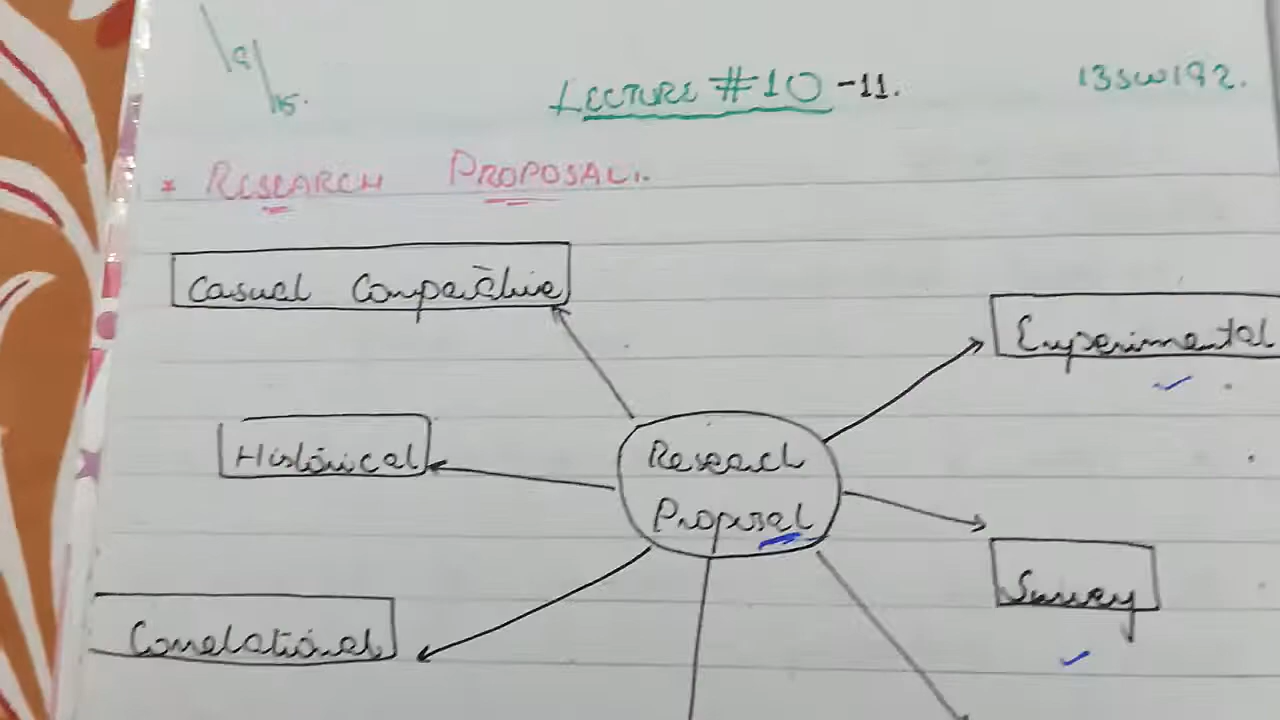 LECTURE #10-11.
13SW192.
* RESEARCH PROPOSAL:.
Casual Comparative
Experimental
Historical
Research
Proposal
Survey
Correlational